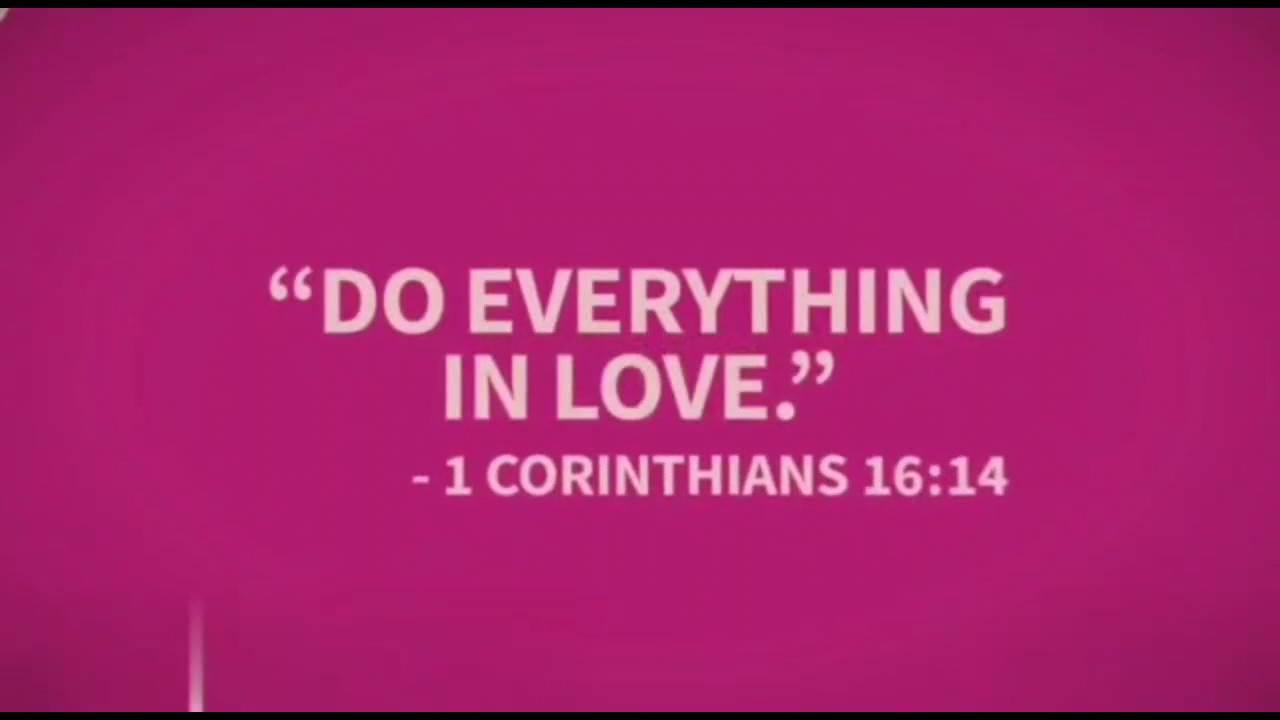 “DO EVERYTHING
IN LOVE.”
- 1 CORINTHIANS 16:14